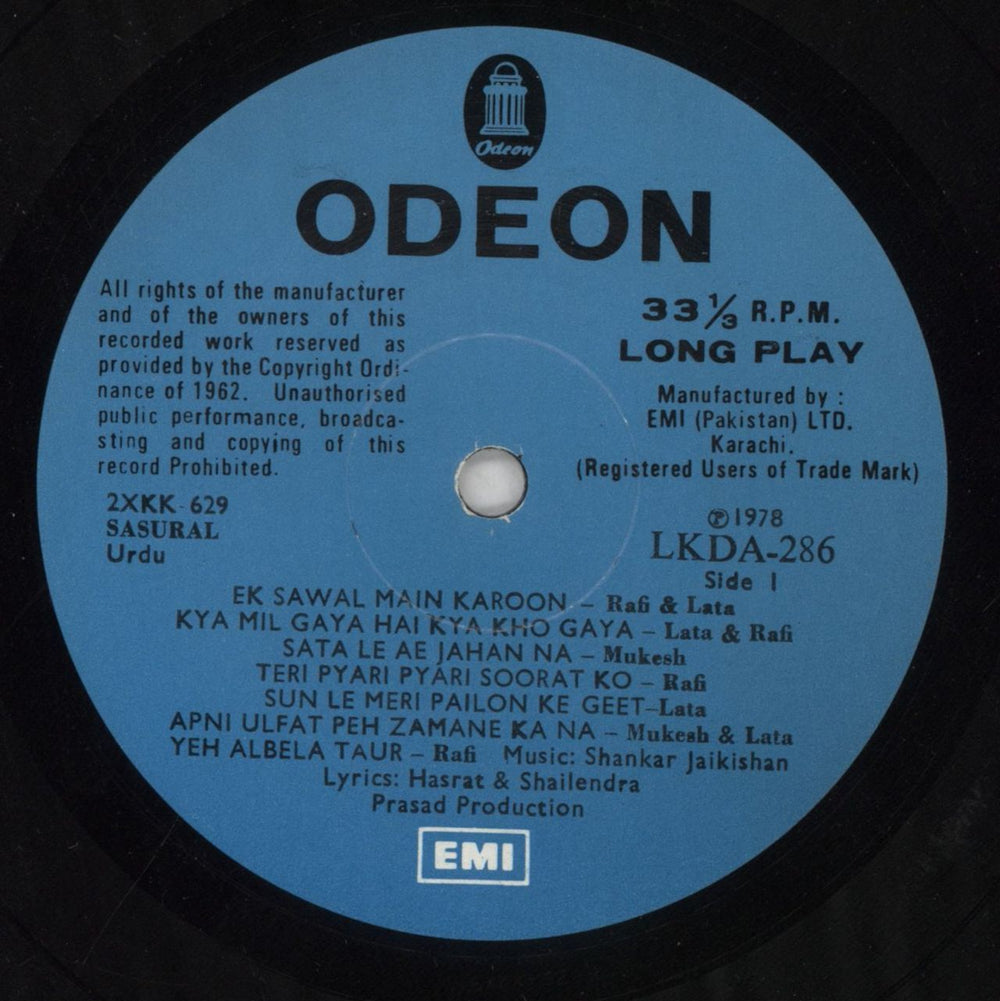 Odeon
ODEON
All rights of the manufacturer
and of the owners of this
recorded work reserved as
provided by the Copyright Ordi-
nance of 1962. Unauthorised
public performance, broadca-
sting and copying of this
record Prohibited.
33⅓ R.P.M.
LONG PLAY
Manufactured by :
EMI (Pakistan) LTD.
Karachi.
(Registered Users of Trade Mark)
2XKK-629
SASURAL
Urdu
℗ 1978
LKDA-286
Side 1
EK SAWAL MAIN KAROON – Rafi & Lata
KYA MIL GAYA HAI KYA KHO GAYA – Lata & Rafi
SATA LE AE JAHAN NA – Mukesh
TERI PYARI PYARI SOORAT KO – Rafi
SUN LE MERI PAILON KE GEET–Lata
APNI ULFAT PEH ZAMANE KA NA – Mukesh & Lata
YEH ALBELA TAUR – Rafi Music: Shankar Jaikishan
Lyrics: Hasrat & Shailendra
Prasad Production
EMI